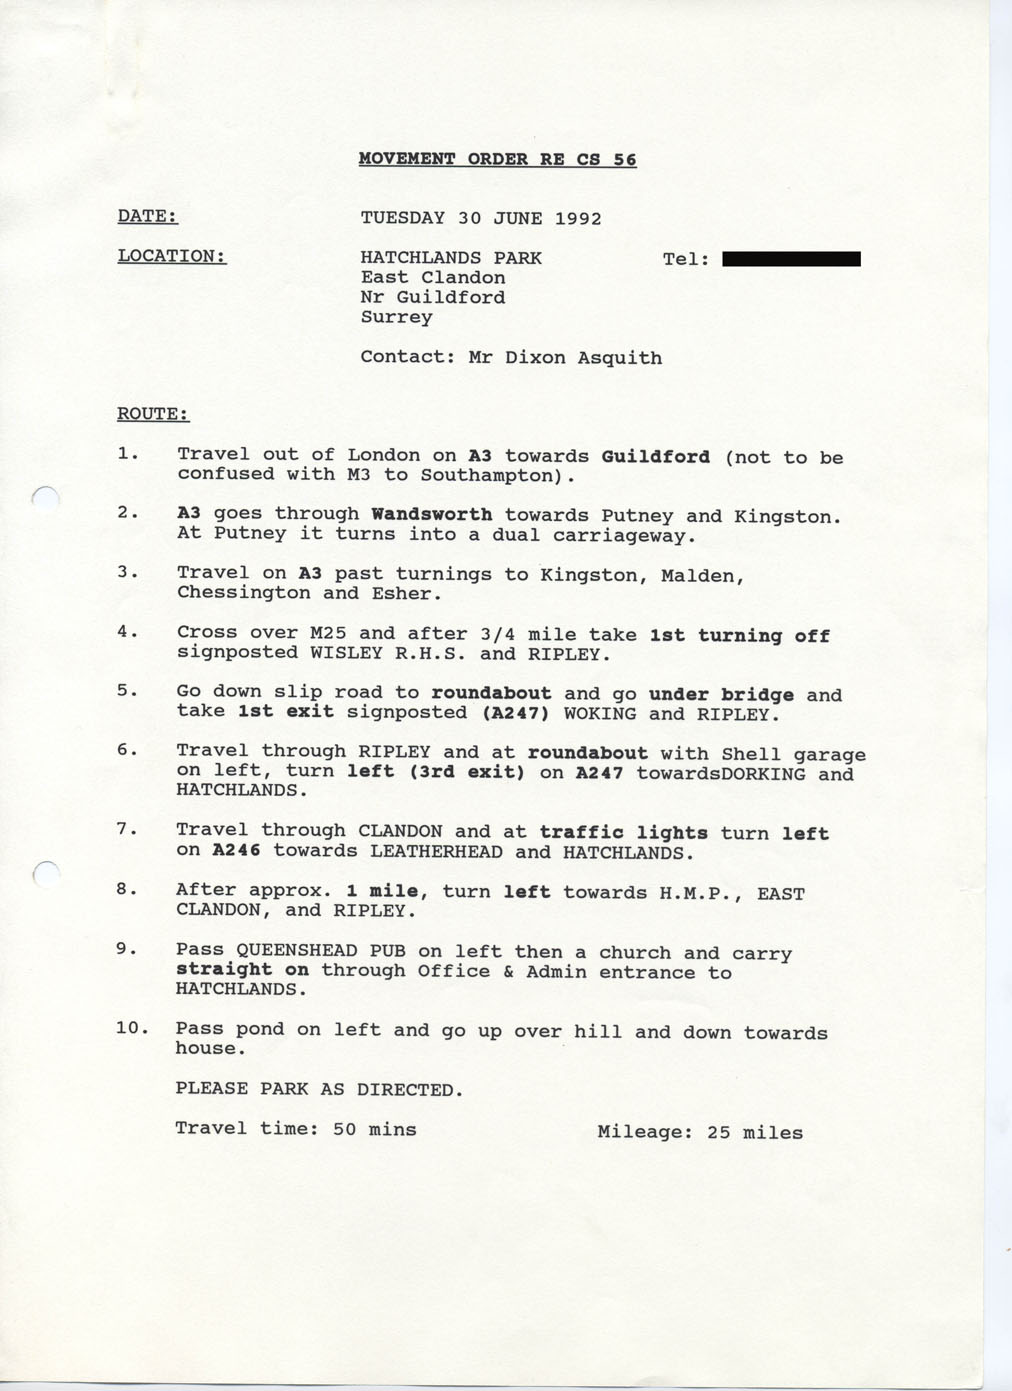 MOVEMENT ORDER RE CS 56
DATE: TUESDAY 30 JUNE 1992
LOCATION: HATCHLANDS PARK Tel:
East Clandon
Nr Guildford
Surrey
Contact: Mr Dixon Asquith
ROUTE:
1. Travel out of London on A3 towards Guildford (not to be
confused with M3 to Southampton).
2. A3 goes through Wandsworth towards Putney and Kingston.
At Putney it turns into a dual carriageway.
3. Travel on A3 past turnings to Kingston, Malden,
Chessington and Esher.
4. Cross over M25 and after 3/4 mile take 1st turning off
signposted WISLEY R.H.S. and RIPLEY.
5. Go down slip road to roundabout and go under bridge and
take 1st exit signposted (A247) WOKING and RIPLEY.
6. Travel through RIPLEY and at roundabout with Shell garage
on left, turn left (3rd exit) on A247 towardsDORKING and
HATCHLANDS.
7. Travel through CLANDON and at traffic lights turn left
on A246 towards LEATHERHEAD and HATCHLANDS.
8. After approx. 1 mile, turn left towards H.M.P., EAST
CLANDON, and RIPLEY.
9. Pass QUEENSHEAD PUB on left then a church and carry
straight on through Office & Admin entrance to
HATCHLANDS.
10. Pass pond on left and go up over hill and down towards
house.
PLEASE PARK AS DIRECTED.
Travel time: 50 mins Mileage: 25 miles